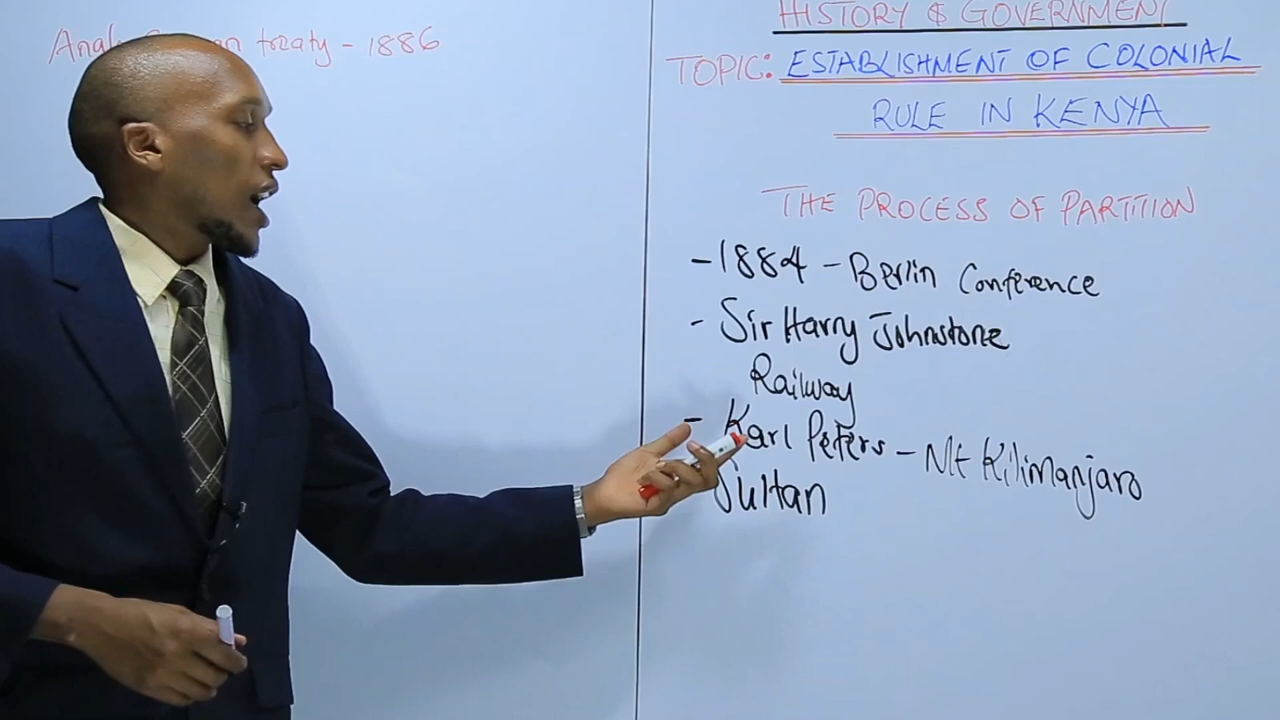 treaty - 1886
HISTORY & GOVERNMENT
TOPIC: ESTABLISHMENT OF COLONIAL
RULE IN KENYA
THE PROCESS OF PARTITION
- 1884 - Berlin Conference
- Sir Harry Johnstone
Railway
- Karl Peters - Mt Kilimanjaro
Sultan